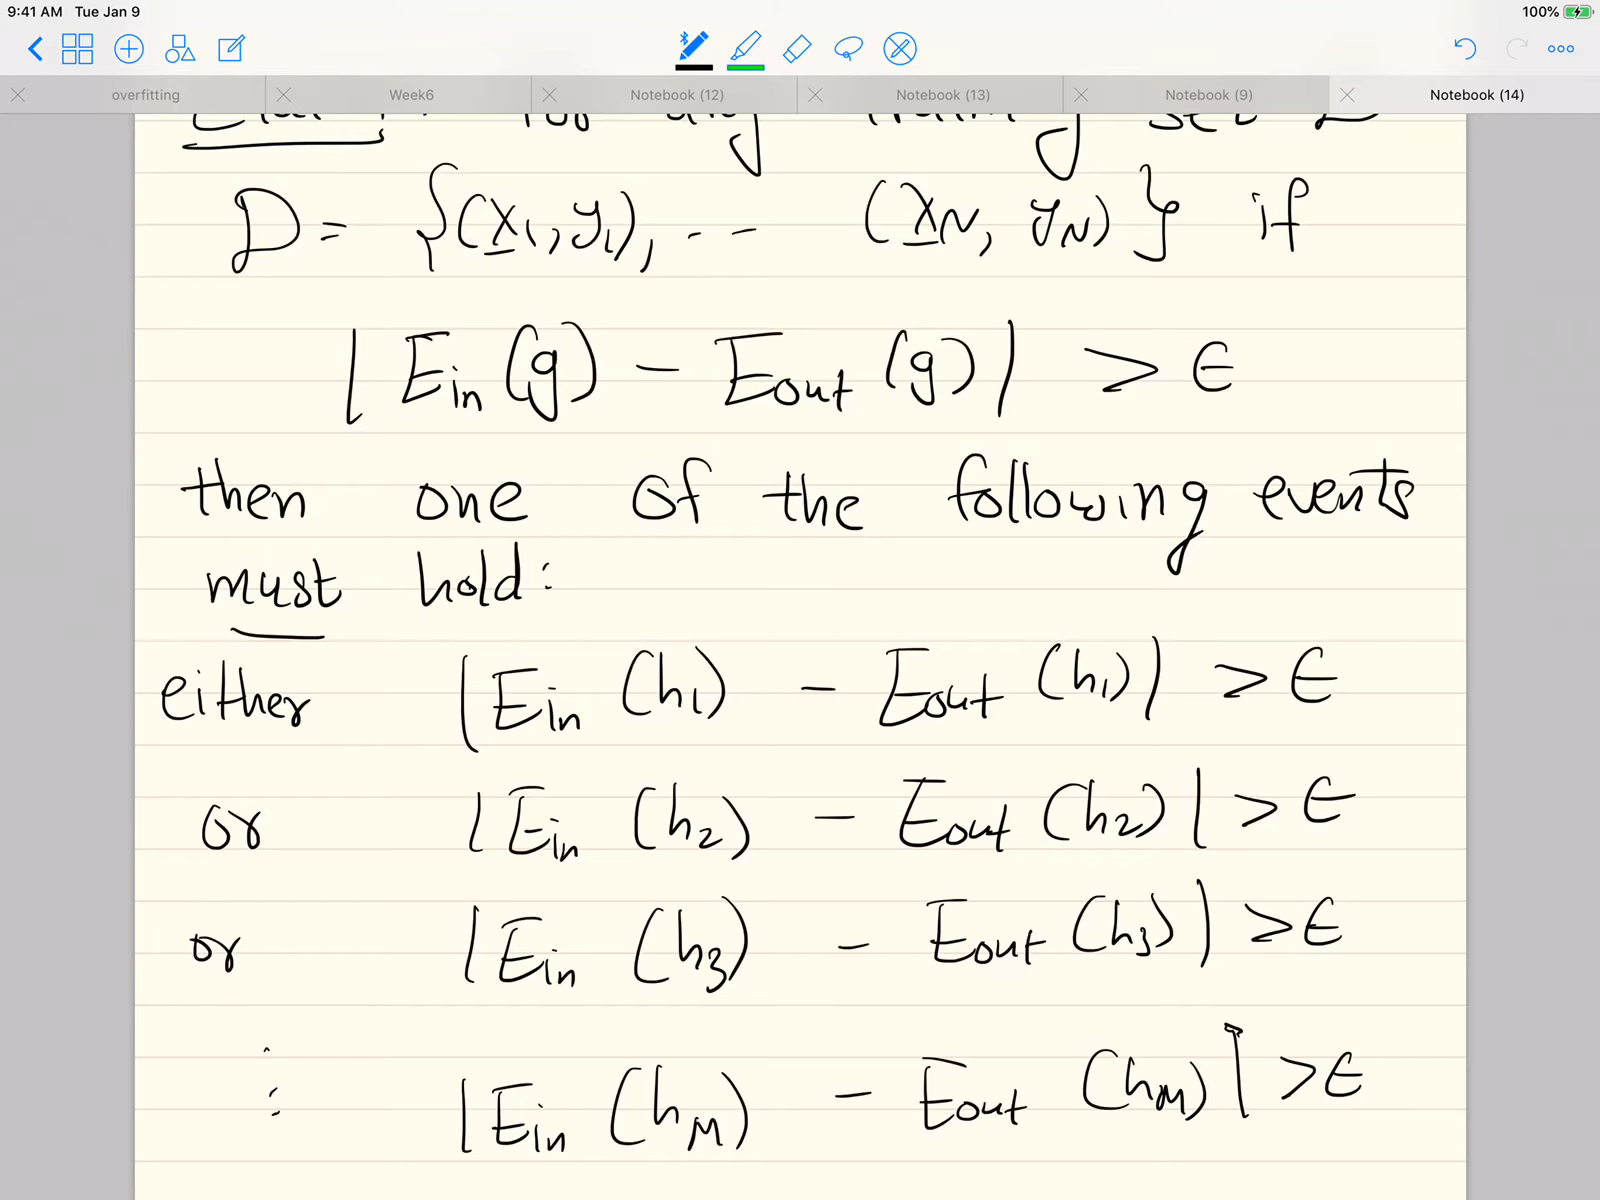 9:41 AM Tue Jan 9 100%
overfitting Week6 Notebook (12) Notebook (13) Notebook (9) Notebook (14)
any set D
D = {(x1, y1), -- (xN, yN)} if
| Ein (g) - Eout (g) | > ϵ
then one of the following events
must hold:
either |Ein (h1) - Eout (h1)| > ϵ
or |Ein (h2) - Eout (h2)| > ϵ
or |Ein (h3) - Eout (h3)| > ϵ
⋮ |Ein (hM) - Eout (hM)| > ϵ